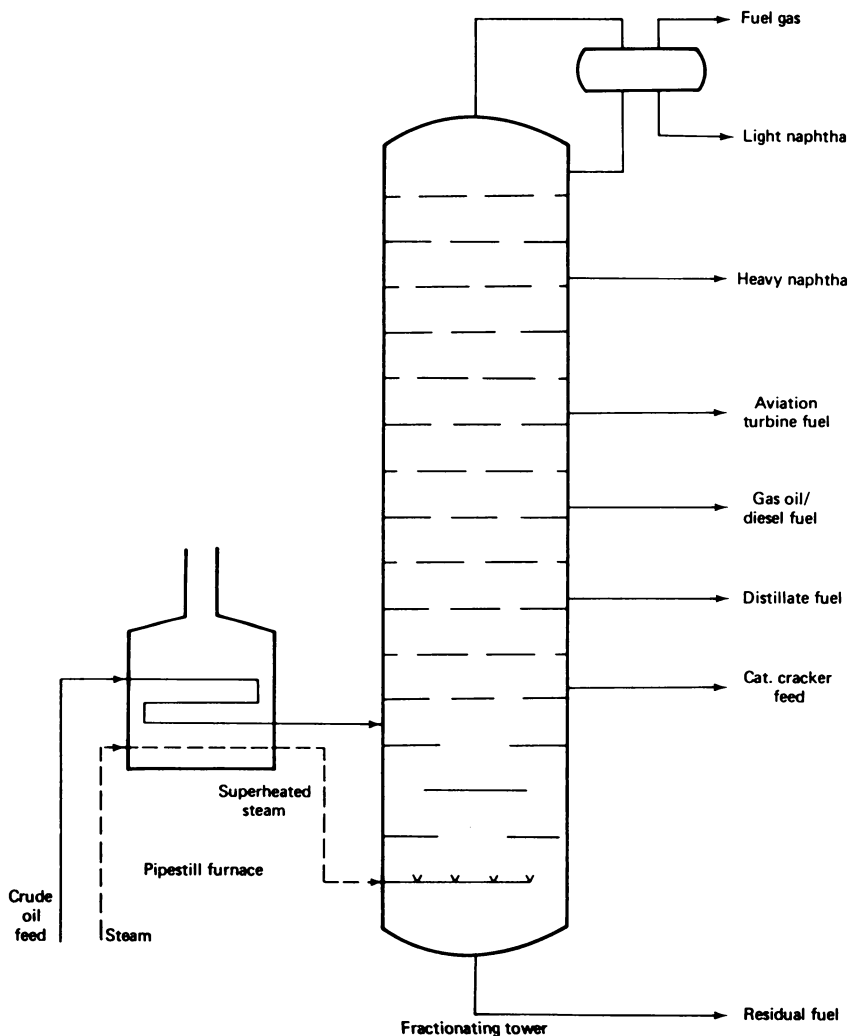 Fuel gas
Light naphtha
Heavy naphtha
Aviation
turbine fuel
Gas oil/
diesel fuel
Distillate fuel
Cat. cracker
feed
Superheated
steam
Pipestill furnace
Crude
oil
feed
Steam
Residual fuel
Fractionating tower